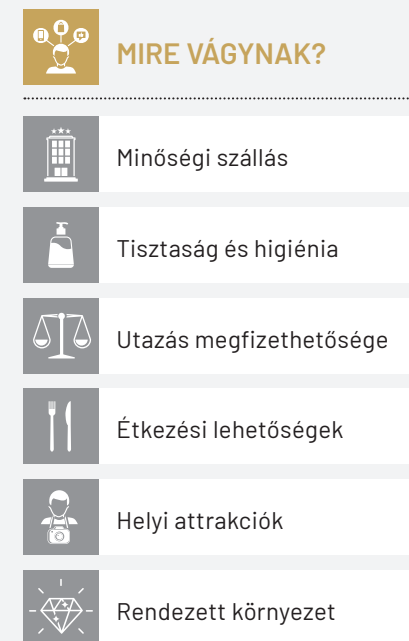 MIRE VÁGYNAK?
Minőségi szállás
Tisztaság és higiénia
Utazás megfizethetősége
Étkezési lehetőségek
Helyi attrakciók
Rendezett környezet